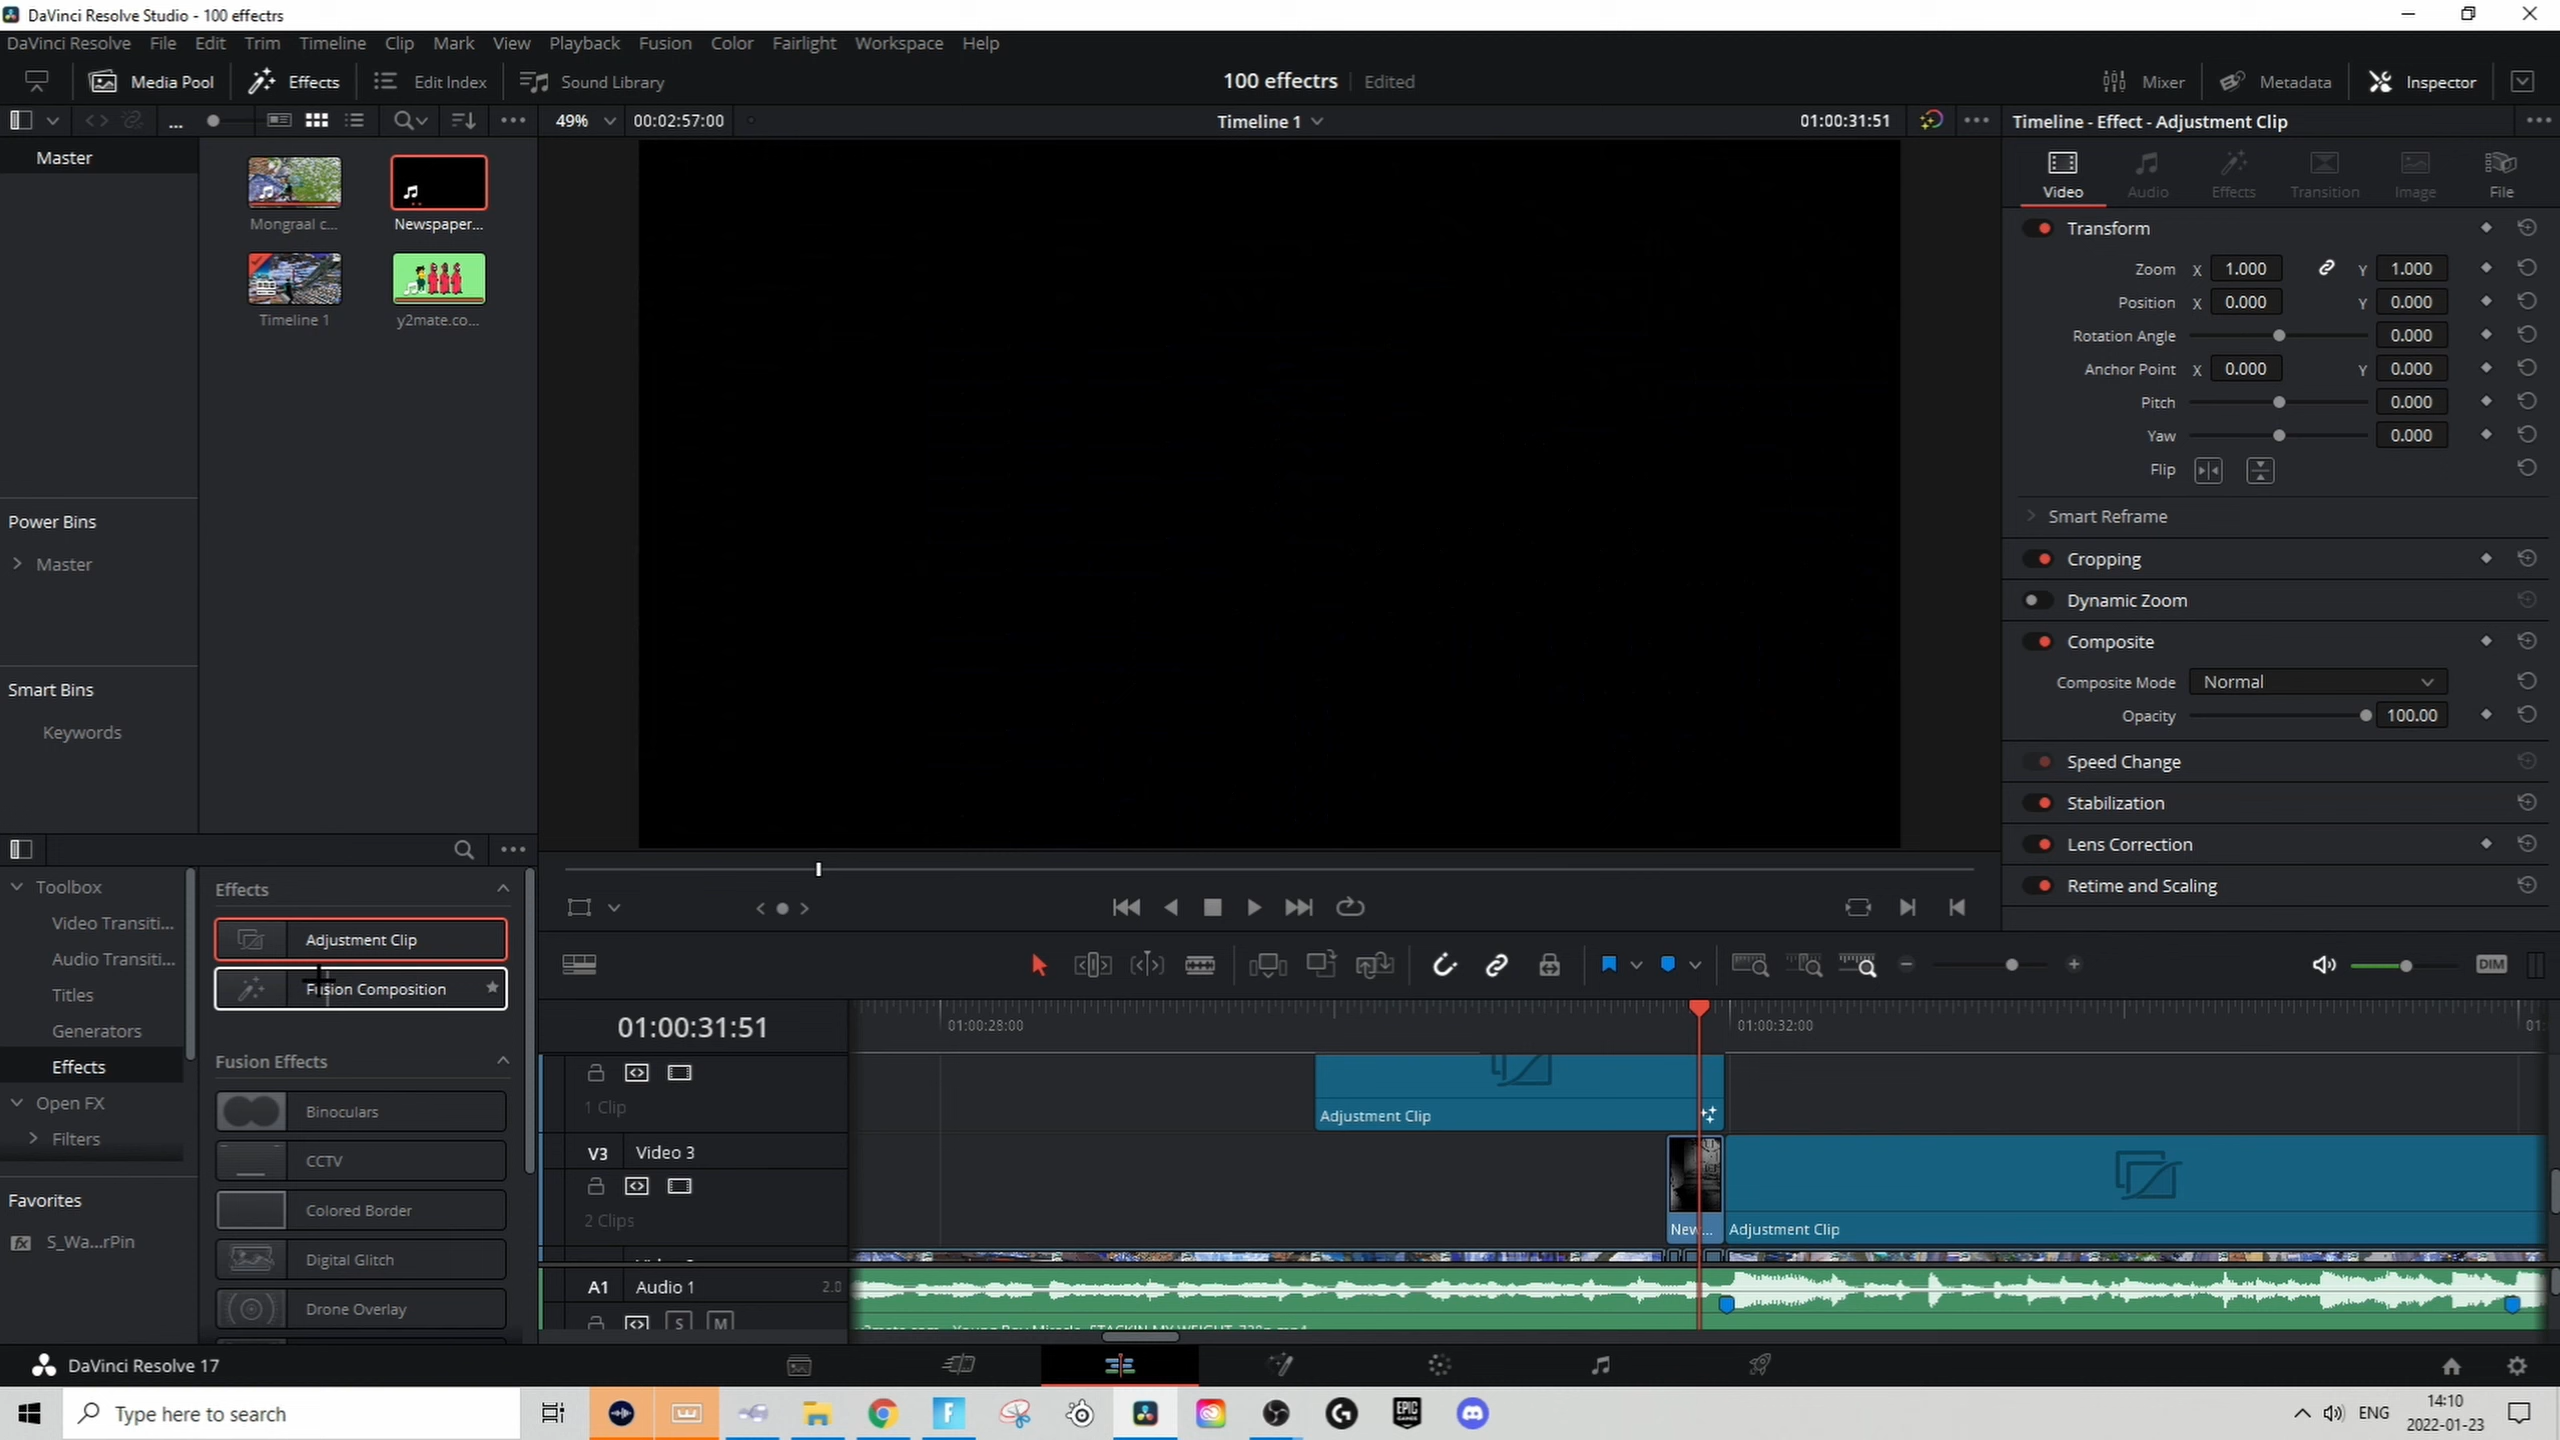 DaVinci Resolve Studio - 100 effectrs
DaVinci Resolve File Edit Trim Timeline Clip Mark View Playback Fusion Color Fairlight Workspace Help
Media Pool Effects Edit Index Sound Library 100 effectrs Edited Mixer Metadata Inspector
... 49% 00:02:57:00 Timeline 1 01:00:31:51 Timeline - Effect - Adjustment Clip
Master
Mongraal c... Newspaper...
Timeline 1 y2mate.co...
Power Bins
Master
Smart Bins
Keywords
Video Audio Effects Transition Image File
Transform
Zoom X 1.000 Y 1.000
Position X 0.000 Y 0.000
Rotation Angle 0.000
Anchor Point X 0.000 Y 0.000
Pitch 0.000
Yaw 0.000
Flip
Smart Reframe
Cropping
Dynamic Zoom
Composite
Composite Mode Normal
Opacity 100.00
Speed Change
Stabilization
Lens Correction
Retime and Scaling
Toolbox
Video Transiti...
Audio Transiti...
Titles
Generators
Effects
Open FX
Filters
Favorites
S_Wa...rPin
Effects
Adjustment Clip
Fusion Composition
Fusion Effects
Binoculars
CCTV
Colored Border
Digital Glitch
Drone Overlay
DIM
01:00:31:51 01:00:28:00 01:00:32:00 01:
1 Clip Adjustment Clip
V3 Video 3
2 Clips New... Adjustment Clip
A1 Audio 1 2.0
S M
DaVinci Resolve 17
Type here to search
ENG 14:10
2022-01-23